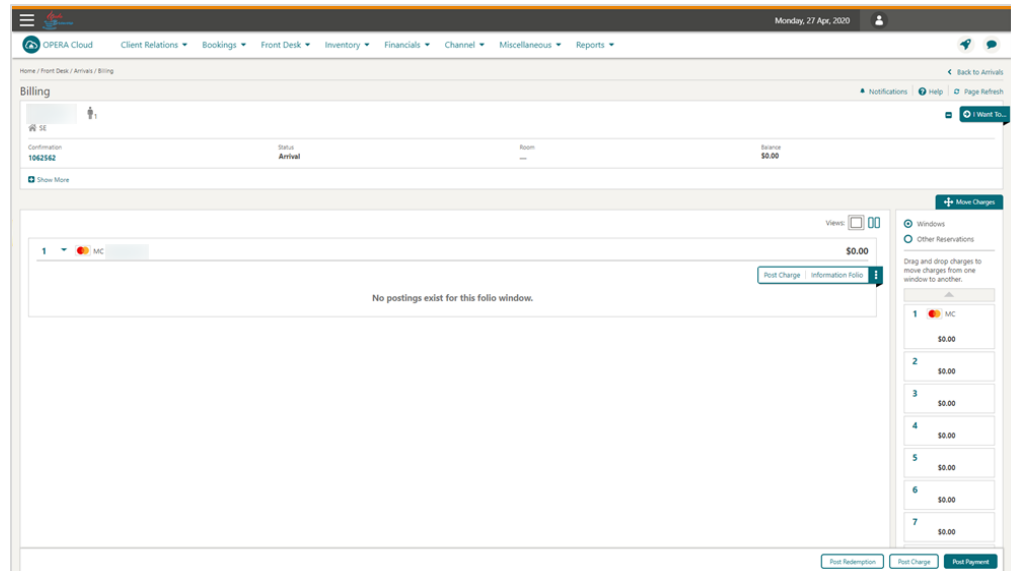 Monday, 27 Apr, 2020
OPERA Cloud Client Relations Bookings Front Desk Inventory Financials Channel Miscellaneous Reports
Home / Front Desk / Arrivals / Billing
Back to Arrivals
Billing
Notifications Help Page Refresh
1
I Want To...
SE
Confirmation Status Room Balance
1062562 Arrival — $0.00
Show More
Move Charges
Views:
Windows
Other Reservations
1 MC $0.00
Drag and drop charges to
move charges from one
window to another.
Post Charge Information Folio
No postings exist for this folio window.
1 MC
$0.00
2
$0.00
3
$0.00
4
$0.00
5
$0.00
6
$0.00
7
$0.00
Post Redemption Post Charge Post Payment